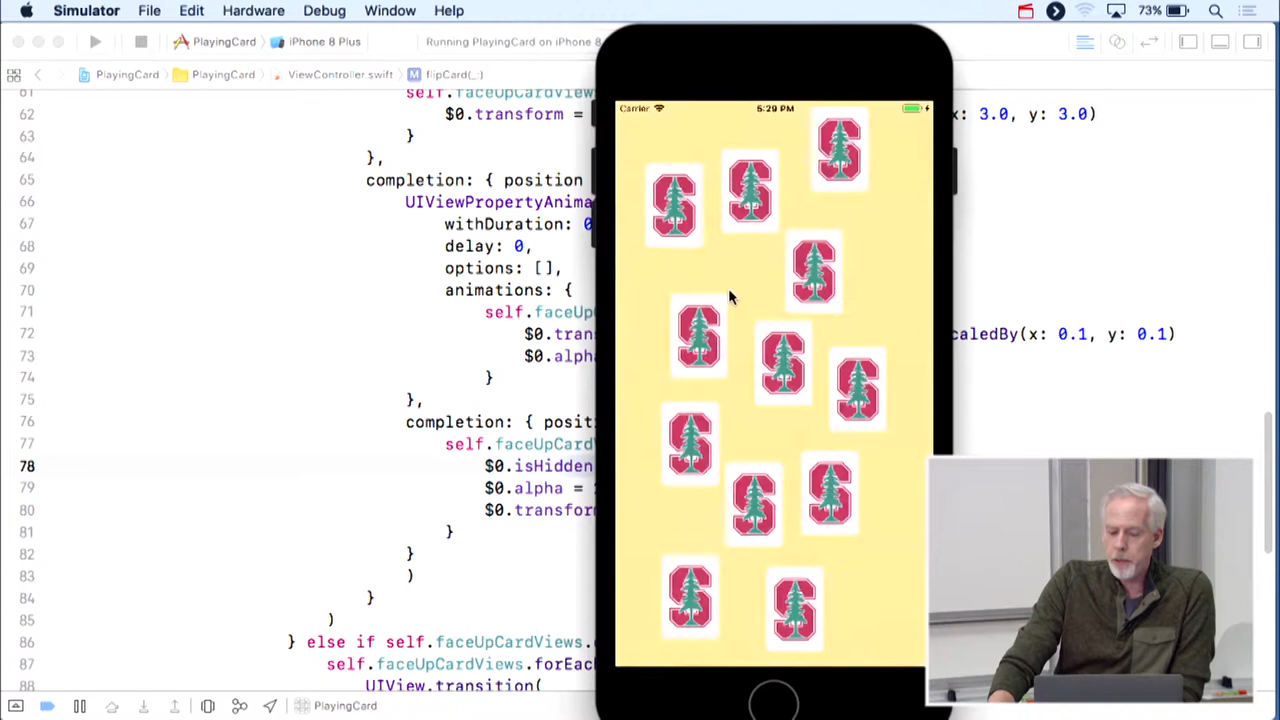 Simulator File Edit Hardware Debug Window Help 73%
PlayingCard iPhone 8 Plus Running PlayingCard on iPhone 8
PlayingCard PlayingCard ViewController.swift M flipCard(_:)
61 self.faceUpCardViews
62 $0.transform = x: 3.0, y: 3.0)
63 }
64 },
65 completion: { position
66 UIViewPropertyAnima
67 withDuration: 0
68 delay: 0,
69 options: [],
70 animations: {
71 self.faceUp
72 $0.trans caledBy(x: 0.1, y: 0.1)
73 $0.alpha
74 }
75 },
76 completion: { positi
77 self.faceUpCardV
78 $0.isHidden
79 $0.alpha =
80 $0.transform
81 }
82 }
83 )
84 }
85 )
86 } else if self.faceUpCardViews.
87 self.faceUpCardViews.forEac
88 UIView.transition(
PlayingCard
Carrier 5:29 PM
S
S
S
S
S
S
S
S
S
S
S
S